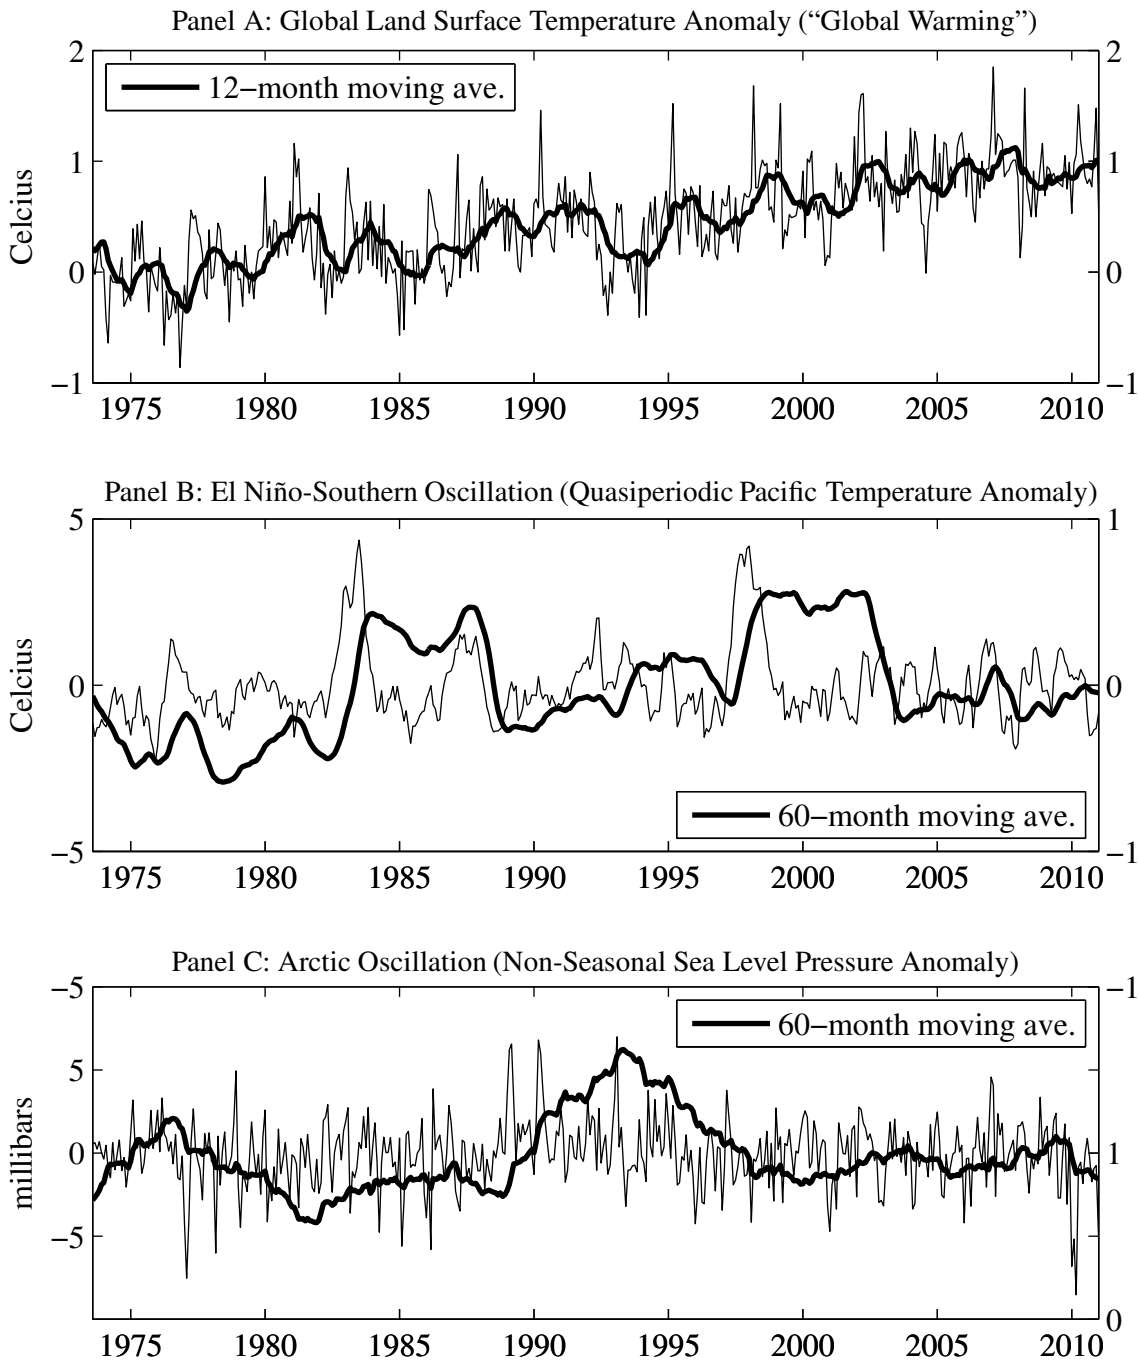 Panel A: Global Land Surface Temperature Anomaly (“Global Warming”)
2 2
12−month moving ave.
1 1
Celcius
0 0
−1 −1
1975 1980 1985 1990 1995 2000 2005 2010
Panel B: El Niño-Southern Oscillation (Quasiperiodic Pacific Temperature Anomaly)
5 1
Celcius
0 0
60−month moving ave.
−5 −1
1975 1980 1985 1990 1995 2000 2005 2010
Panel C: Arctic Oscillation (Non-Seasonal Sea Level Pressure Anomaly)
−5 −1
60−month moving ave.
5
millibars
0 1
−5
0
1975 1980 1985 1990 1995 2000 2005 2010